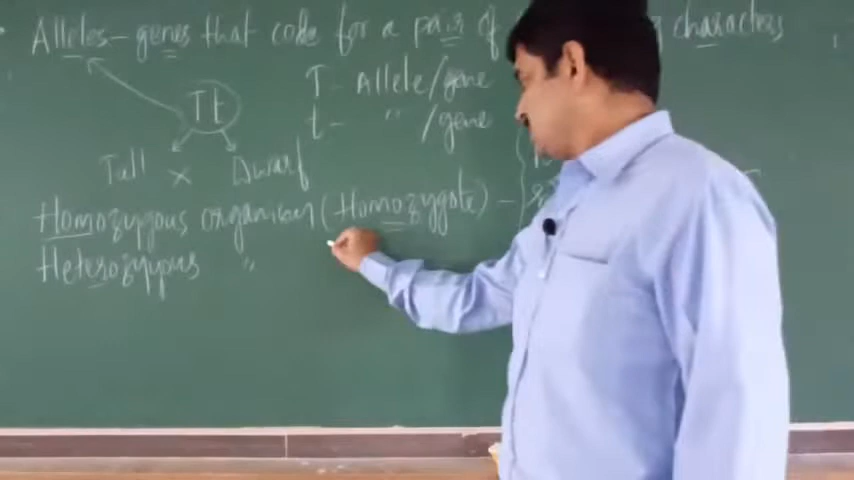 Alleles - genes that code for a pair of characters
Tt
T - Allele/gene
t - " /gene
Tall x Dwarf
Homozygous organism (Homozygote) -
Heterozygous "